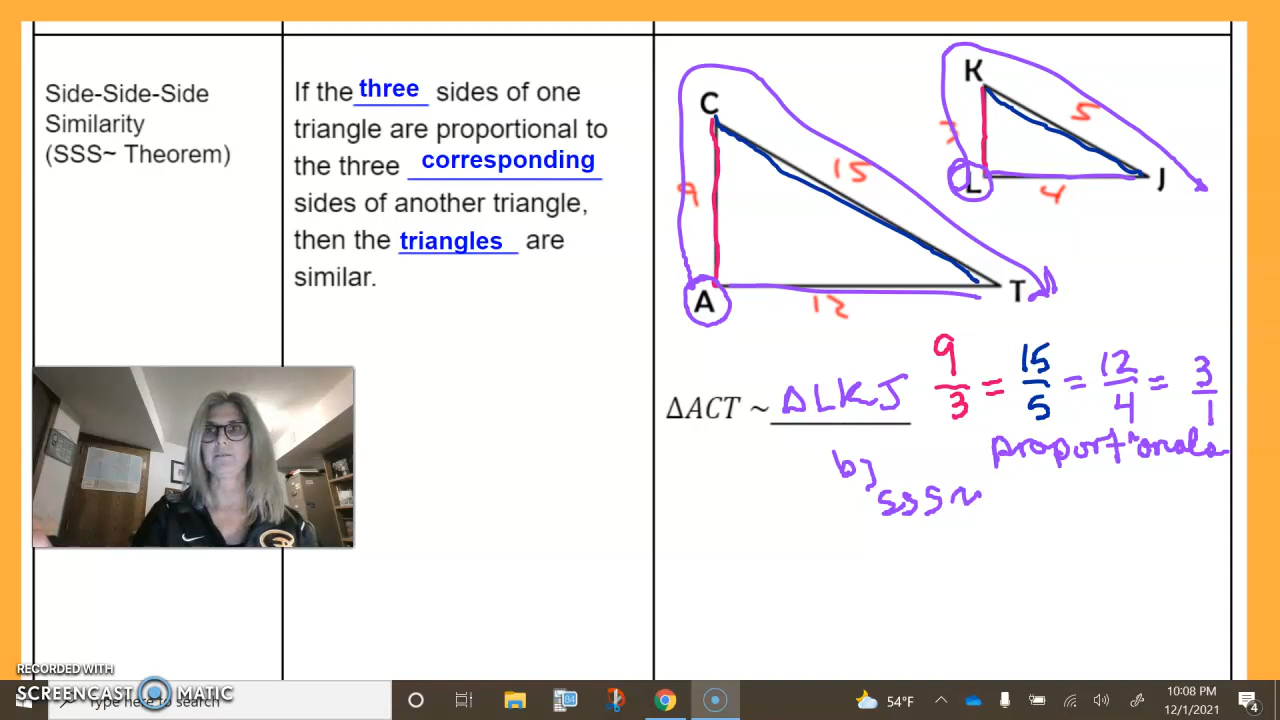 Side-Side-Side
Similarity
(SSS~ Theorem)
If the three sides of one
triangle are proportional to
the three corresponding
sides of another triangle,
then the triangles are
similar.
C
9
15
A
12
T
K
3
5
L
4
J
ΔACT ~ ΔLKJ
9/3 = 15/5 = 12/4 = 3/1
proportional
by
SSS~
RECORDED WITH
SCREENCAST-O-MATIC
Type here to search
84
54°F
10:08 PM
12/1/2021
4